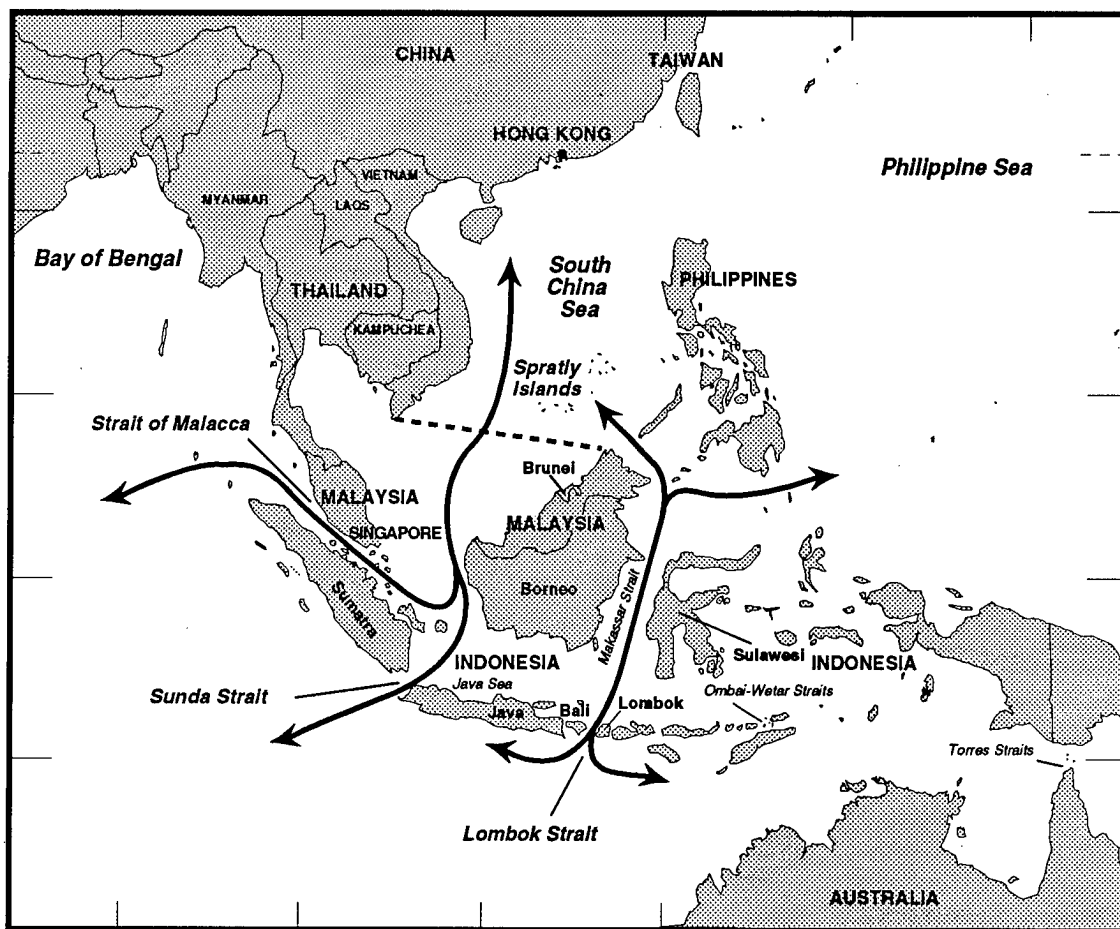 CHINA
TAIWAN
HONG KONG
Philippine Sea
VIETNAM
MYANMAR
LAOS
Bay of Bengal
South
China
Sea
PHILIPPINES
THAILAND
KAMPUCHEA
Spratly
Islands
Strait of Malacca
Brunei
MALAYSIA
MALAYSIA
SINGAPORE
Borneo
Sumatra
Makassar Strait
Sulawesi
INDONESIA
INDONESIA
Java Sea
Sunda Strait
Ombai-Wetar Straits
Java
Bali
Lombok
Torres Straits
Lombok Strait
AUSTRALIA